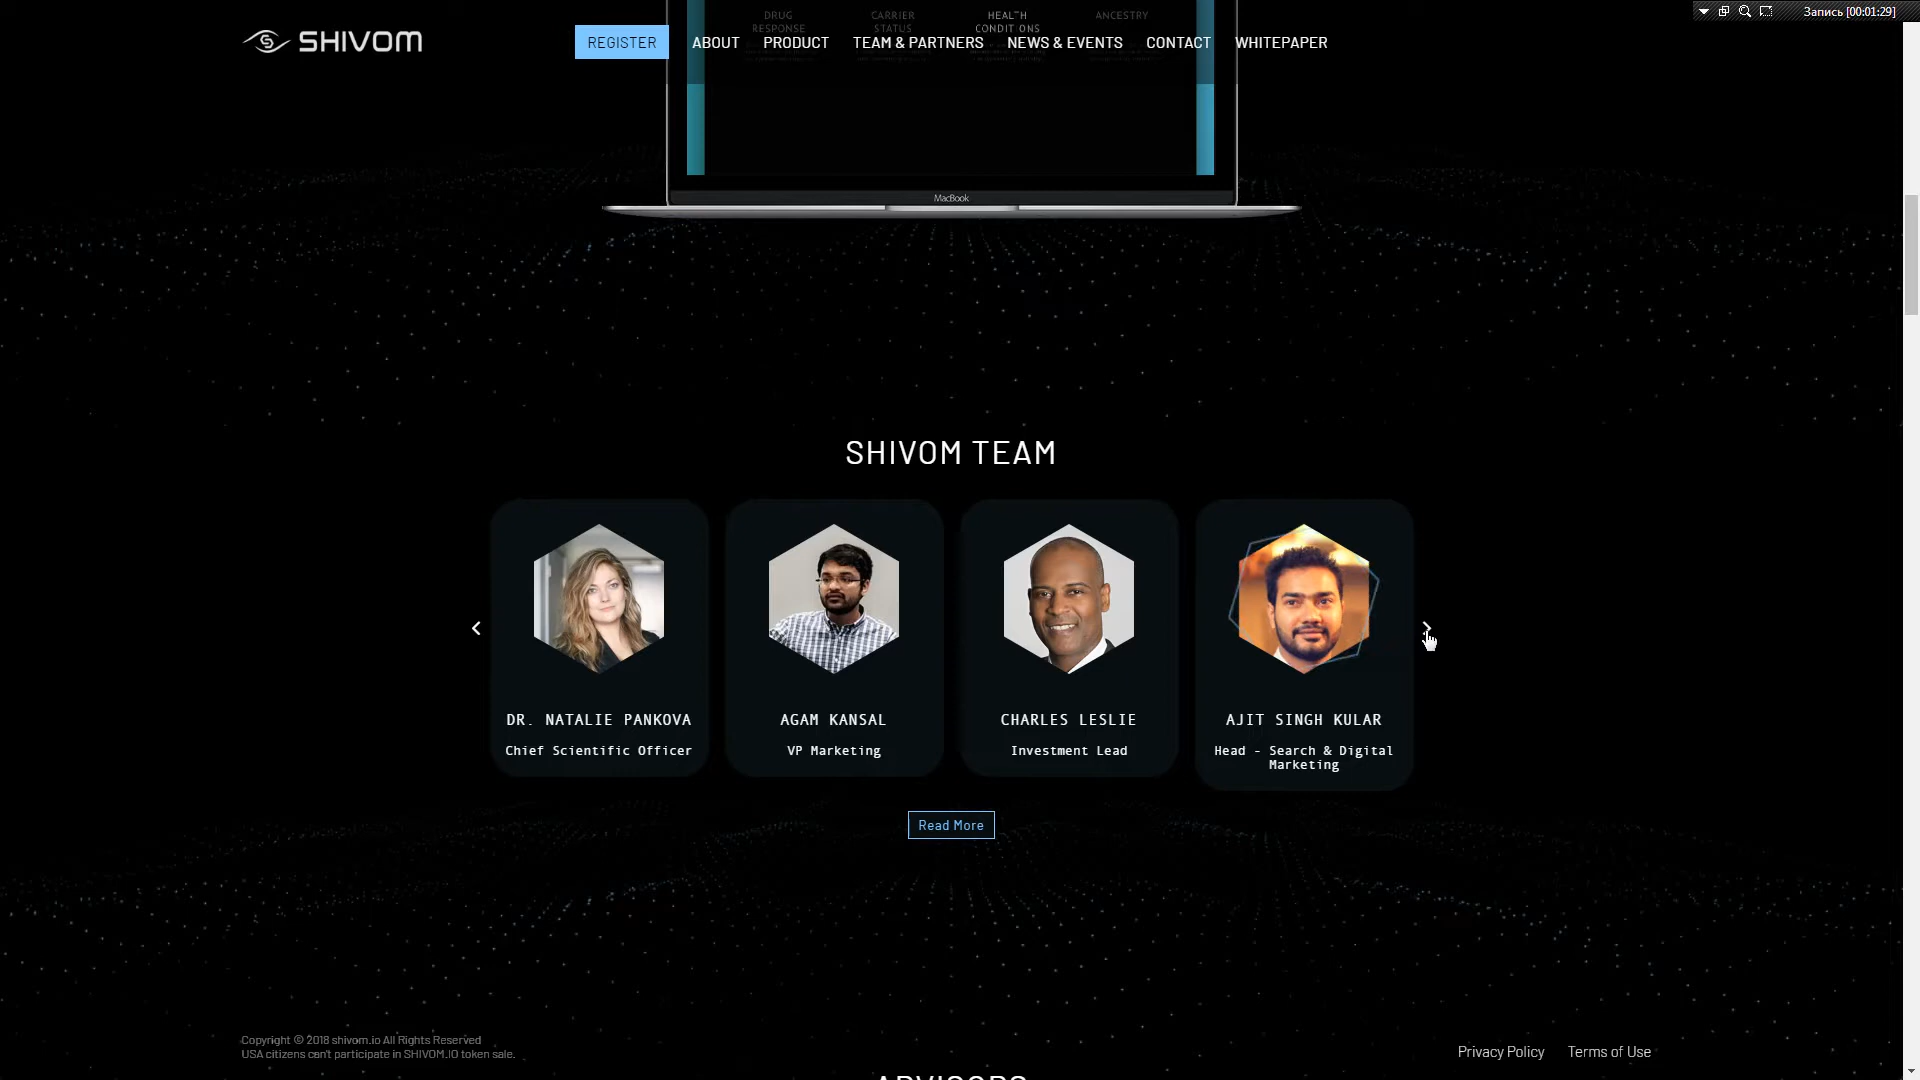 Запись [00:01:29]
DRUG
RESPONSE
CARRIER
STATUS
HEALTH
CONDITIONS
ANCESTRY
SHIVOM
REGISTER
ABOUT
PRODUCT
TEAM & PARTNERS
NEWS & EVENTS
CONTACT
WHITEPAPER
MacBook
SHIVOM TEAM
DR. NATALIE PANKOVA
Chief Scientific Officer
AGAM KANSAL
VP Marketing
CHARLES LESLIE
Investment Lead
AJIT SINGH KULAR
Head - Search & Digital
Marketing
Read More
Copyright © 2018 shivom.io All Rights Reserved
USA citizens can't participate in SHIVOM.IO token sale.
Privacy Policy
Terms of Use
ADVISORS